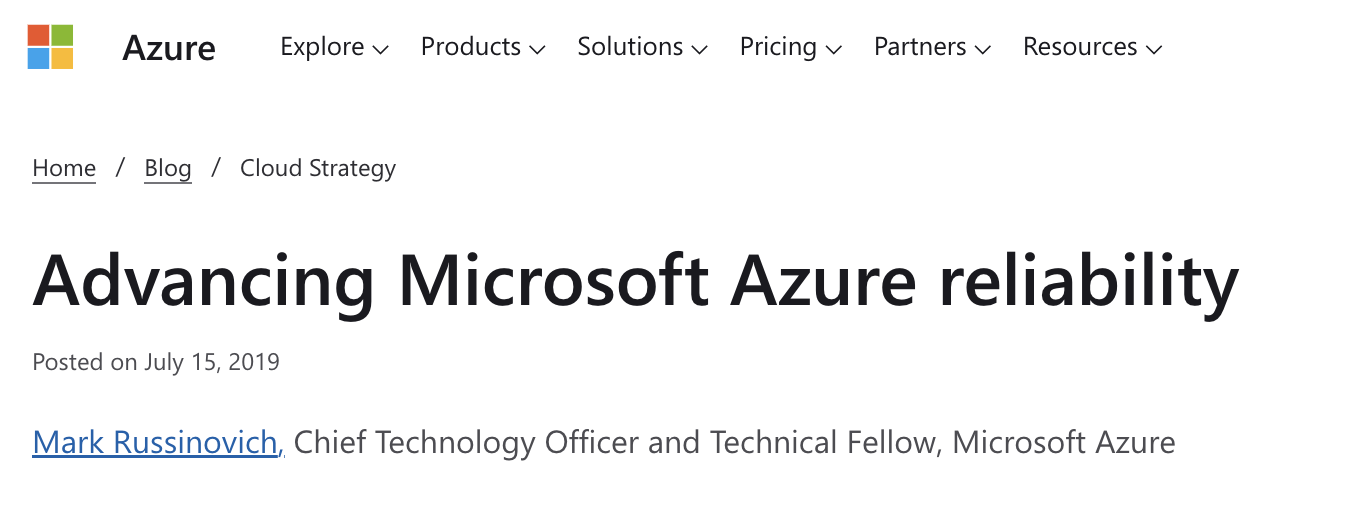 Azure Explore Products Solutions Pricing Partners Resources
Home / Blog / Cloud Strategy
Advancing Microsoft Azure reliability
Posted on July 15, 2019
Mark Russinovich, Chief Technology Officer and Technical Fellow, Microsoft Azure